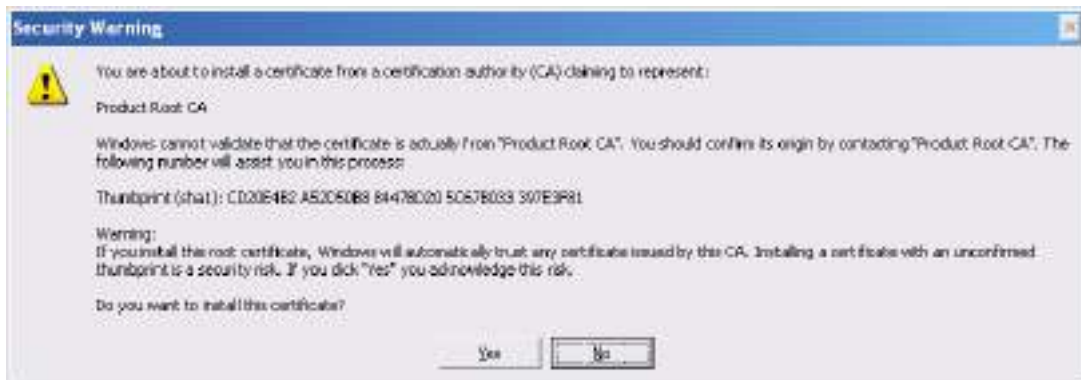 Security Warning
You are about to install a certificate from a certification authority (CA) claiming to represent:
Product Root CA
Windows cannot validate that the certificate is actually from "Product Root CA". You should confirm its origin by contacting "Product Root CA". The
following number will assist you in this process:
Thumbprint (sha1):
Warning:
If you install this root certificate, Windows will automatically trust any certificate issued by this CA. Installing a certificate with an unconfirmed
thumbprint is a security risk. If you click "Yes" you acknowledge this risk.
Do you want to install this certificate?
Yes
No